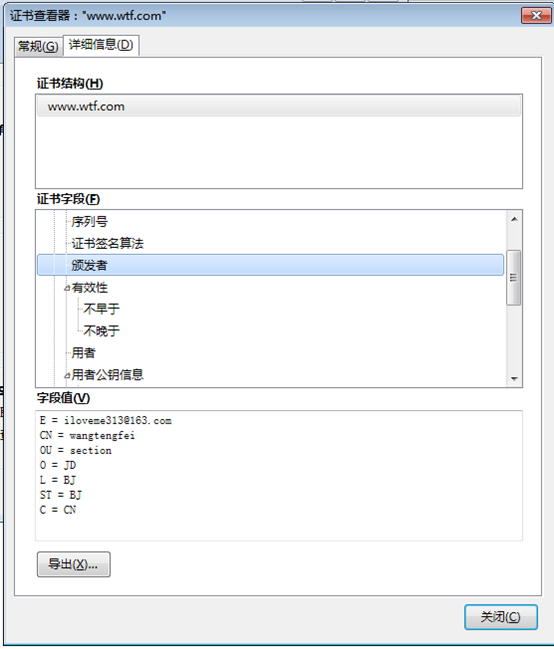 证书查看器："www.wtf.com"
常规(G)
详细信息(D)
证书结构(H)
www.wtf.com
证书字段(F)
序列号
证书签名算法
颁发者
有效性
不早于
不晚于
用者
用者公钥信息
字段值(V)
E = iloveme313@163.com
CN = wangtengfei
OU = section
O = JD
L = BJ
ST = BJ
C = CN
导出(X)...
关闭(C)